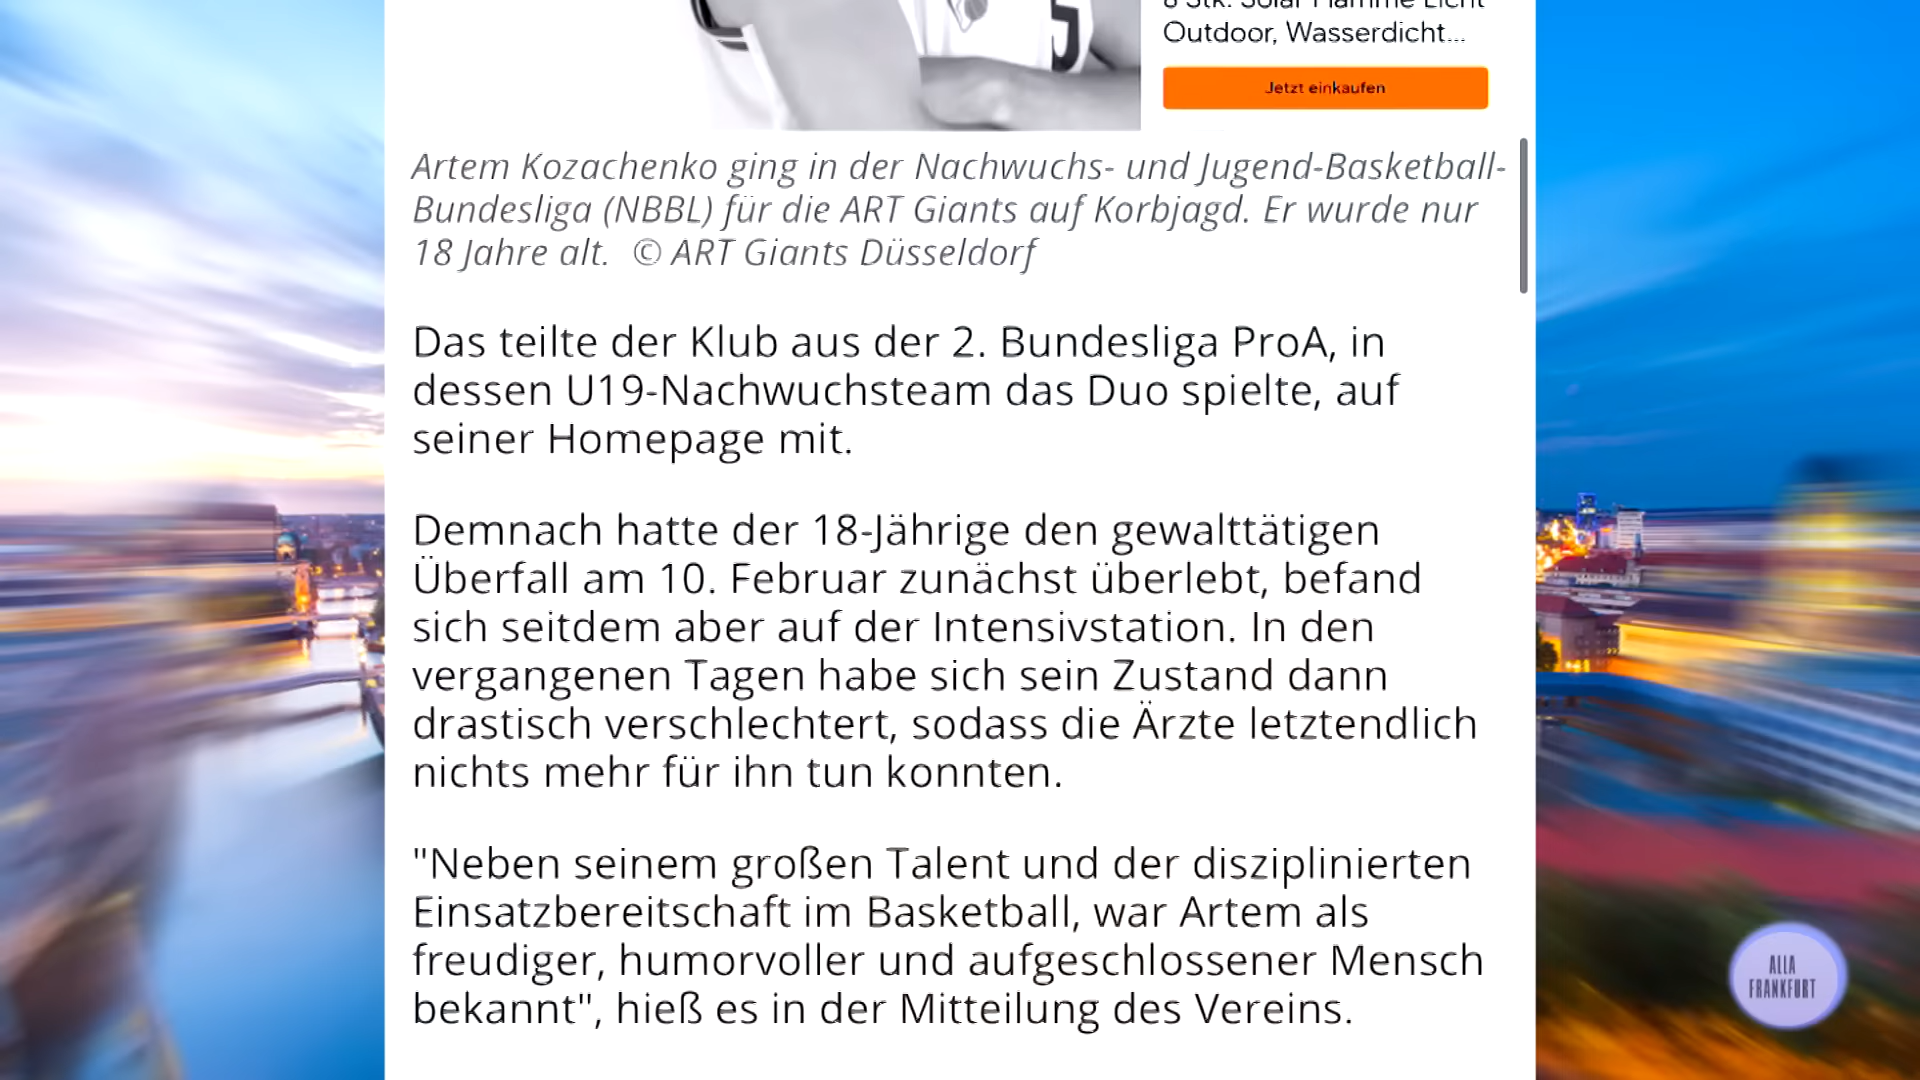 8 Stk. Solar Flamme Licht
Outdoor, Wasserdicht...
Jetzt einkaufen
5
Artem Kozachenko ging in der Nachwuchs- und Jugend-Basketball-
Bundesliga (NBBL) für die ART Giants auf Korbjagd. Er wurde nur
18 Jahre alt. © ART Giants Düsseldorf
Das teilte der Klub aus der 2. Bundesliga ProA, in
dessen U19-Nachwuchsteam das Duo spielte, auf
seiner Homepage mit.
Demnach hatte der 18-Jährige den gewalttätigen
Überfall am 10. Februar zunächst überlebt, befand
sich seitdem aber auf der Intensivstation. In den
vergangenen Tagen habe sich sein Zustand dann
drastisch verschlechtert, sodass die Ärzte letztendlich
nichts mehr für ihn tun konnten.
"Neben seinem großen Talent und der disziplinierten
Einsatzbereitschaft im Basketball, war Artem als
freudiger, humorvoller und aufgeschlossener Mensch
bekannt", hieß es in der Mitteilung des Vereins.
ALLA
FRANKFURT